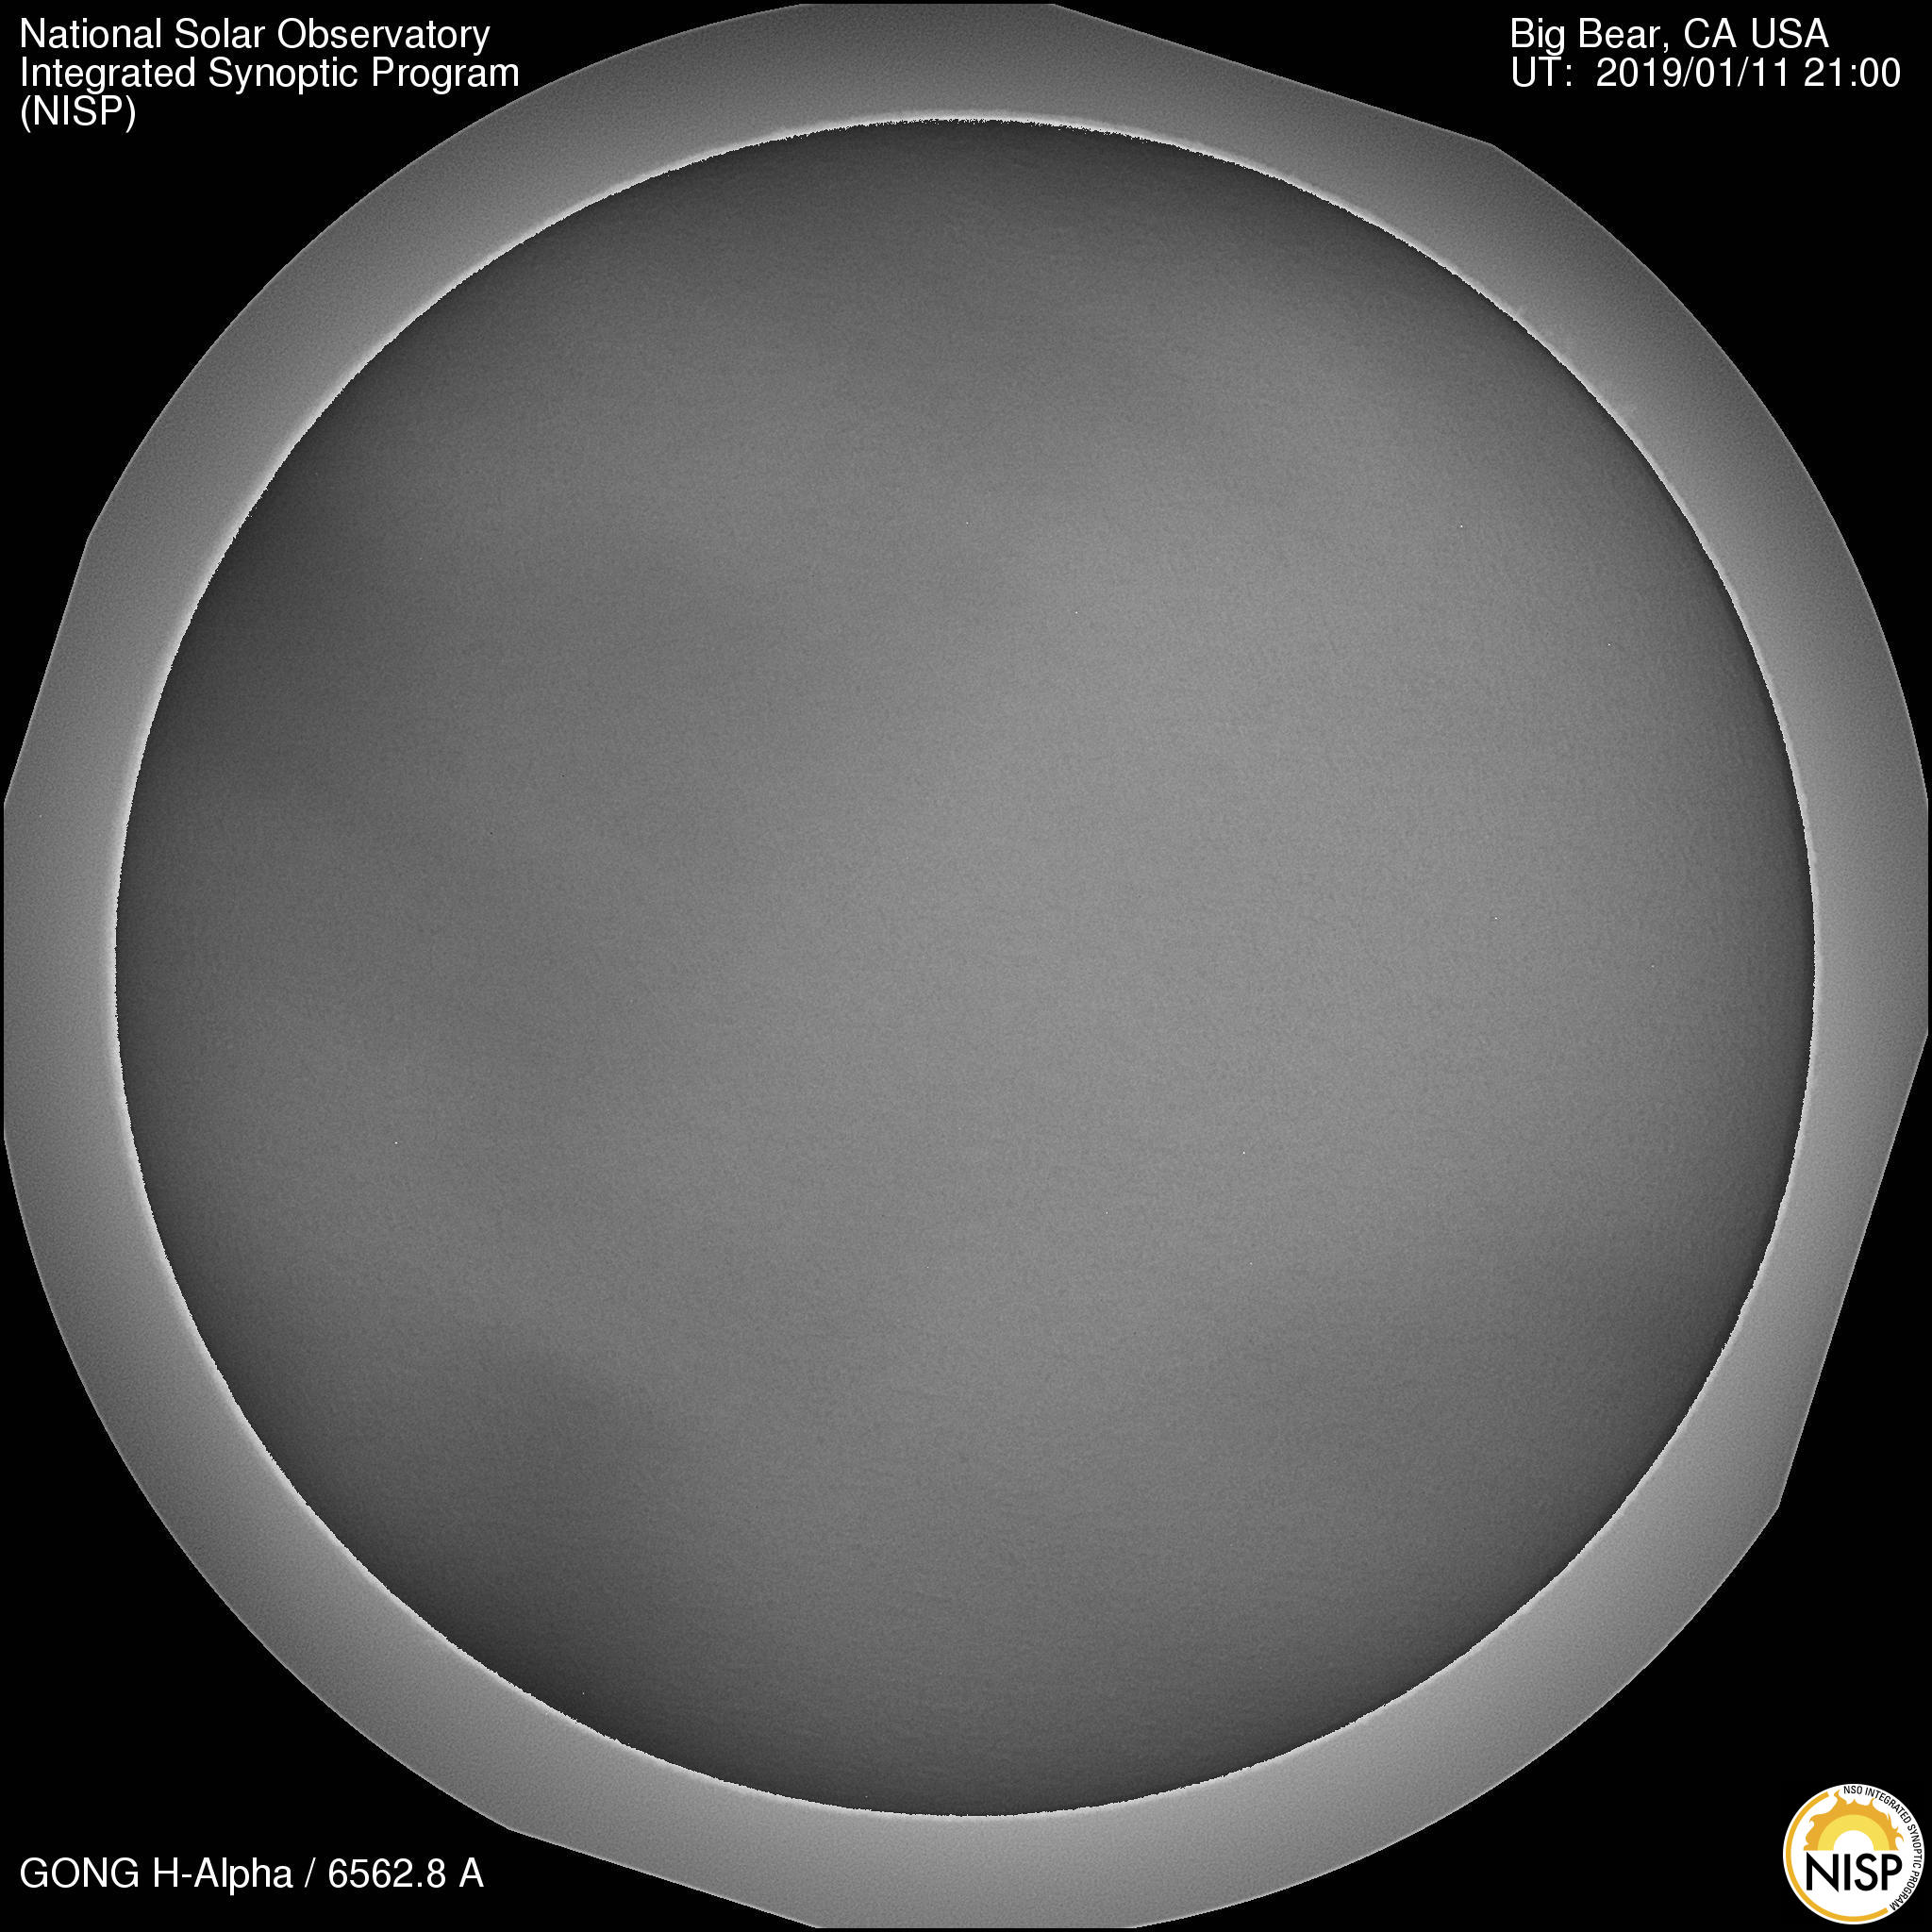 National Solar Observatory
Integrated Synoptic Program
(NISP)
Big Bear, CA USA
UT: 2019/01/11 21:00
GONG H-Alpha / 6562.8 A
NSO INTEGRATED SYNOPTIC PROGRAM
NISP